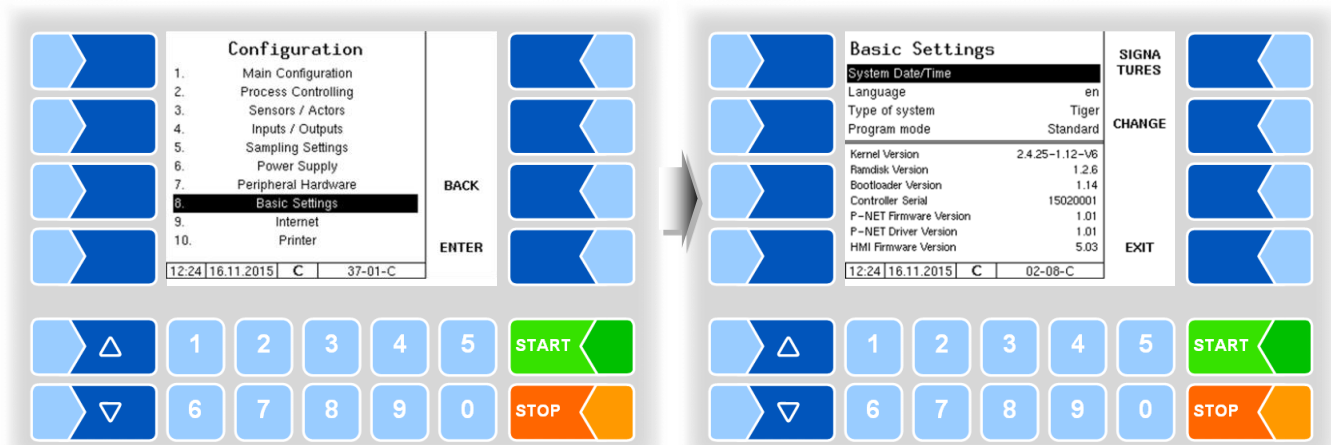 Configuration
1. Main Configuration
2. Process Controlling
3. Sensors / Actors
4. Inputs / Outputs
5. Sampling Settings
6. Power Supply
7. Peripheral Hardware
8. Basic Settings
9. Internet
10. Printer
BACK
ENTER
12:24 16.11.2015 C 37-01-C
1 2 3 4 5 START
6 7 8 9 0 STOP
Basic Settings
System Date/Time
Language en
Type of system Tiger
Program mode Standard
Kernel Version 2.4.25-1.12-V6
Ramdisk Version 1.2.6
Bootloader Version 1.14
Controller Serial 15020001
P-NET Firmware Version 1.01
P-NET Driver Version 1.01
HMI Firmware Version 5.03
SIGNA
TURES
CHANGE
EXIT
12:24 16.11.2015 C 02-08-C
1 2 3 4 5 START
6 7 8 9 0 STOP